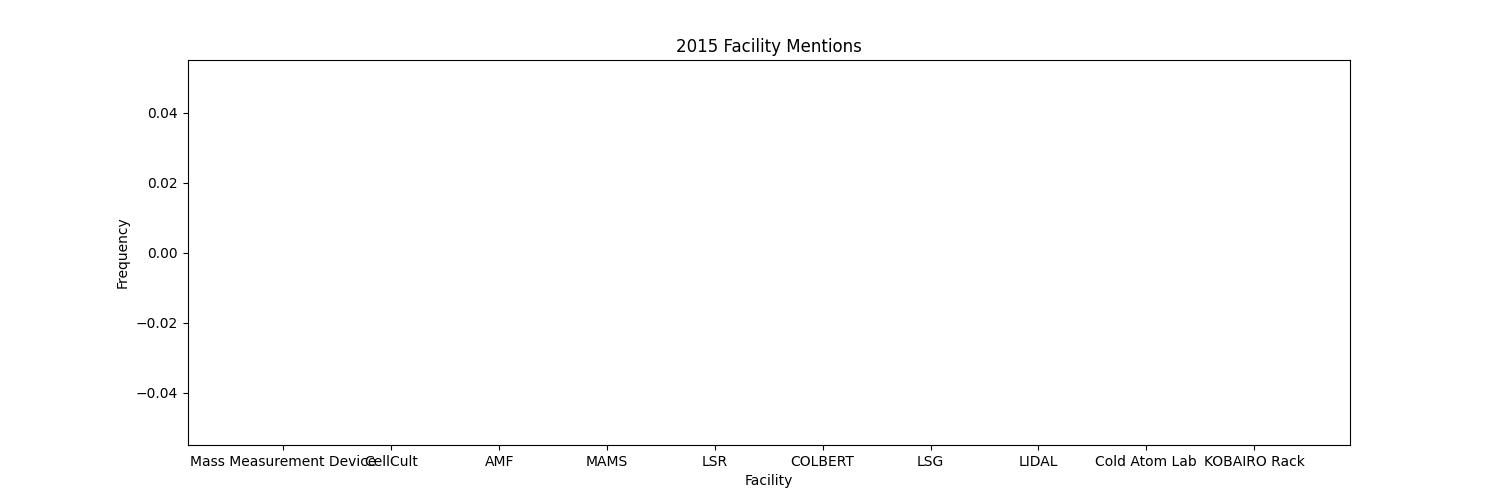 2015 Facility Mentions
0.04
0.02
0.00
−0.02
−0.04
Frequency
Mass Measurement Device CellCult AMF MAMS LSR COLBERT LSG LIDAL Cold Atom Lab KOBAIRO Rack
Facility